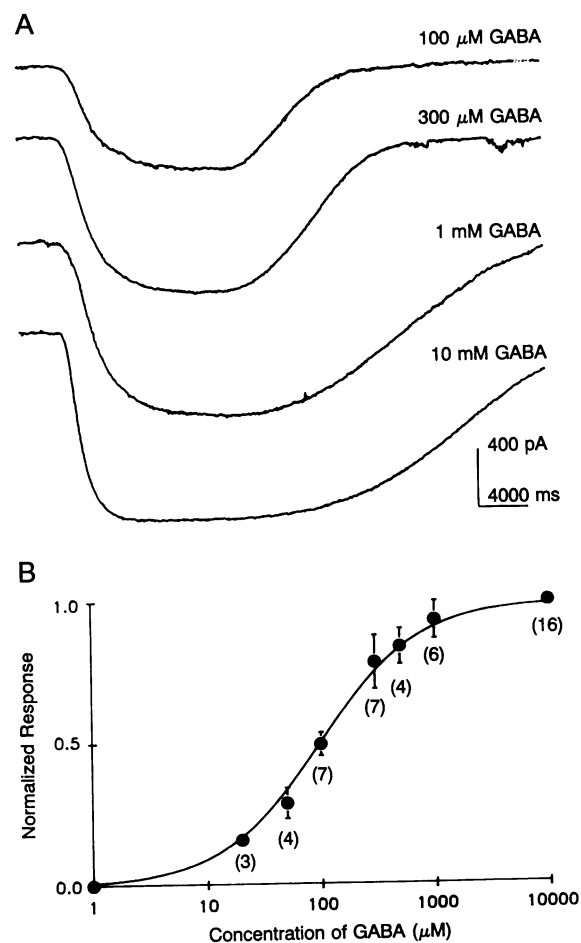 A
100 μM GABA
300 μM GABA
1 mM GABA
10 mM GABA
400 pA
4000 ms
B
1.0
0.5
0.0
Normalized Response
(3)
(4)
(7)
(7)
(4)
(6)
(16)
1
10
100
1000
10000
Concentration of GABA (μM)